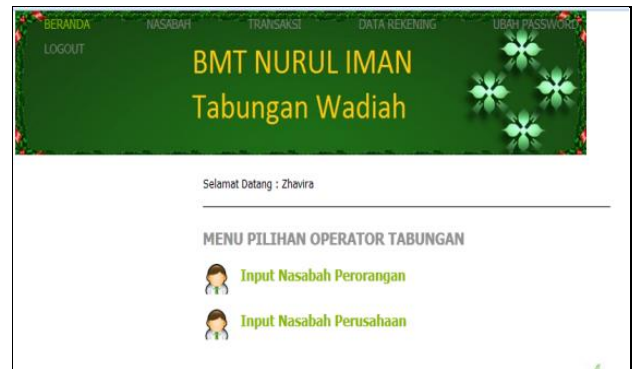 BERANDA NASABAH TRANSAKSI DATA REKENING UBAH PASSWORD
LOGOUT
BMT NURUL IMAN
Tabungan Wadiah
Selamat Datang : Zhavira
MENU PILIHAN OPERATOR TABUNGAN
Input Nasabah Perorangan
Input Nasabah Perusahaan